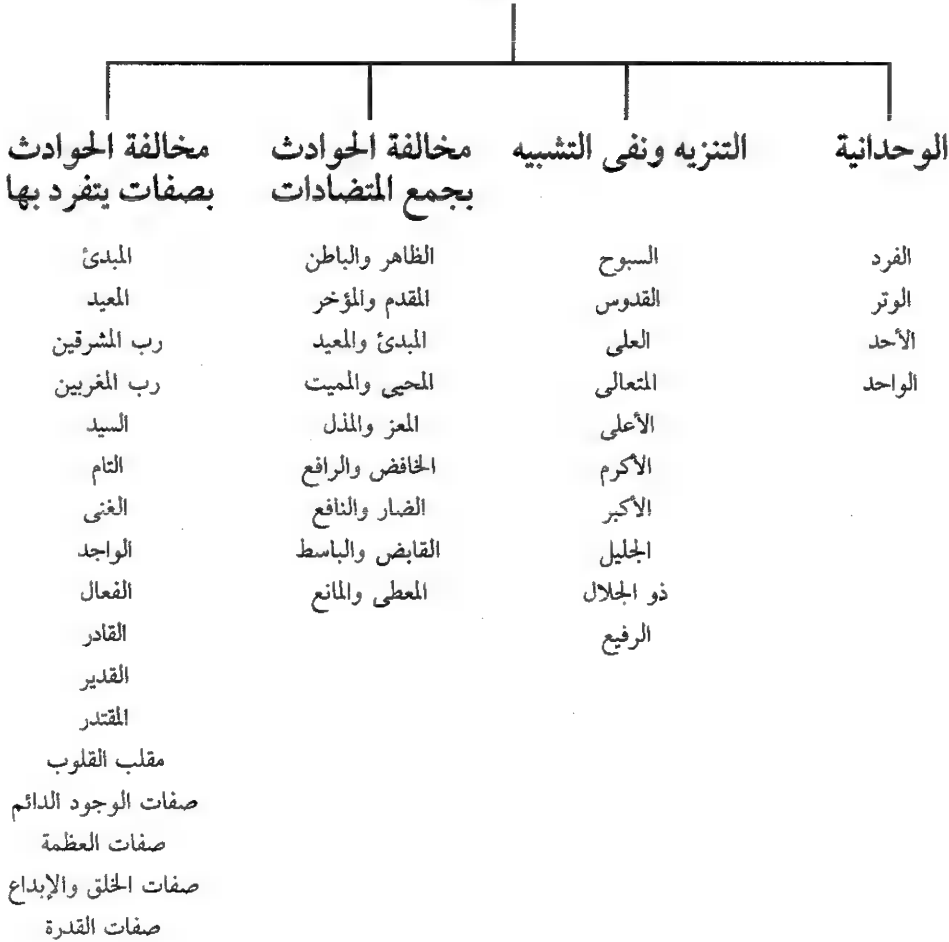 الوحدانية
الفرد
الوتر
الأحد
الواحد
التنزيه ونفى التشبيه
السبوح
القدوس
العلى
المتعالى
الأعلى
الأكرم
الأكبر
الجليل
ذو الجلال
الرفيع
مخالفة الحوادث
بجمع المتضادات
الظاهر والباطن
المقدم والمؤخر
المبدئ والمعيد
المحيى والمميت
المعز والمذل
الخافض والرافع
الضار والنافع
القابض والباسط
المعطى والمانع
مخالفة الحوادث
بصفات يتفرد بها
المبدئ
المعيد
رب المشرقين
رب المغربين
السيد
التام
الغنى
الواجد
الفعال
القادر
القدير
المقتدر
مقلب القلوب
صفات الوجود الدائم
صفات العظمة
صفات الخلق والإبداع
صفات القدرة